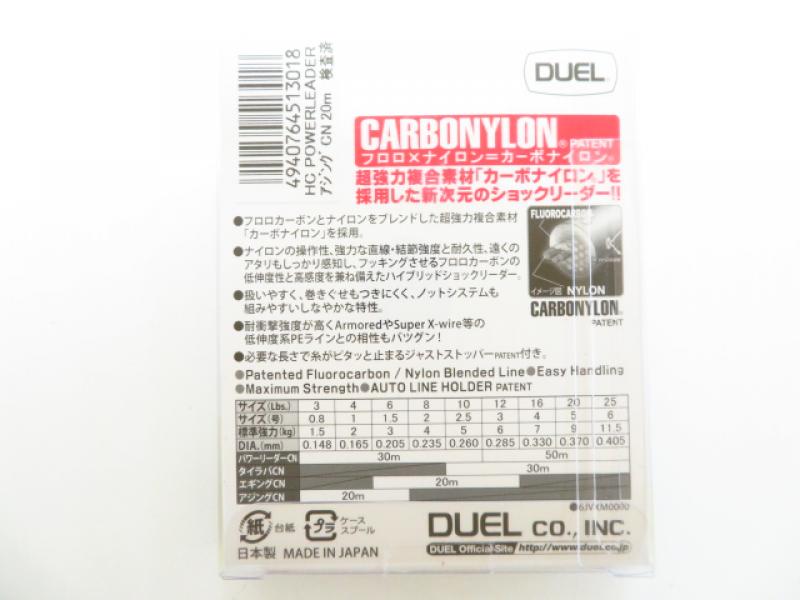 4940764513018
HC POWERLEADER
アジング CN 20m 検査済
DUEL
CARBONYLON® PATENT
フロロ×ナイロン=カーボナイロン®
超強力複合素材「カーボナイロン®」を
採用した新次元のショックリーダー!!
●フロロカーボンとナイロンをブレンドした超強力複合素材
「カーボナイロン」を採用。
●ナイロンの操作性、強力な直線・結節強度と耐久性、遠くの
アタリもしっかり感知し、フッキングさせるフロロカーボンの
低伸度性と高感度を兼ね備えたハイブリッドショックリーダー。
●扱いやすく、巻きぐせもつきにくく、ノットシステムも
組みやすいしなやかな特性。
●耐衝撃強度が高くArmoredやSuper X-wire等の
低伸度系PEラインとの相性もバツグン!
●必要な長さで糸がピタッと止まるジャストストッパーPATENT付き。
FLUOROCARBON
イメージ図 NYLON
CARBONYLON®
PATENT
●Patented Fluorocarbon / Nylon Blended Line●Easy Handling
●Maximum Strength●AUTO LINE HOLDER PATENT
サイズ(Lbs.) 3 4 6 8 10 12 16 20 25
サイズ(号) 0.8 1 1.5 2 2.5 3 4 5 6
標準強力(kg) 1.5 2 3 4 5 6 7 9 11.5
DIA.(mm) 0.148 0.165 0.205 0.235 0.260 0.285 0.330 0.370 0.405
パワーリーダーCN 30m 50m
タイラバCN 30m
エギングCN 20m
アジングCN 20m
紙 台紙
プラ ケース
スプール
DUEL CO., INC.
日本製 MADE IN JAPAN
DUEL Official Site http://www.duel.co.jp